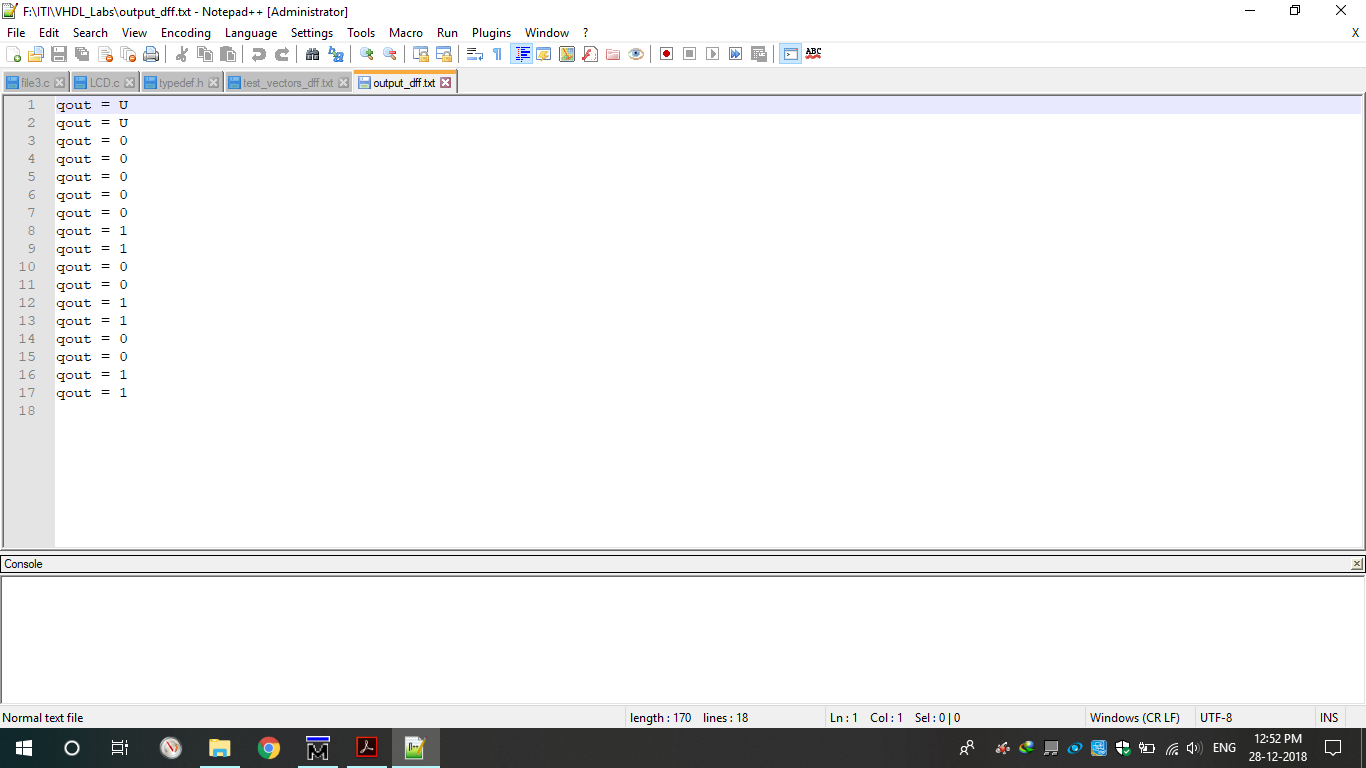 F:\ITI\VHDL_Labs\output_dff.txt - Notepad++ [Administrator]
File Edit Search View Encoding Language Settings Tools Macro Run Plugins Window ? X
ABC
file3.c LCD.c typedef.h test_vectors_dff.txt output_dff.txt
1 qout = U
2 qout = U
3 qout = 0
4 qout = 0
5 qout = 0
6 qout = 0
7 qout = 0
8 qout = 1
9 qout = 1
10 qout = 0
11 qout = 0
12 qout = 1
13 qout = 1
14 qout = 0
15 qout = 0
16 qout = 1
17 qout = 1
18
Console
Normal text file length : 170 lines : 18 Ln : 1 Col : 1 Sel : 0 | 0 Windows (CR LF) UTF-8 INS
ENG 12:52 PM
28-12-2018